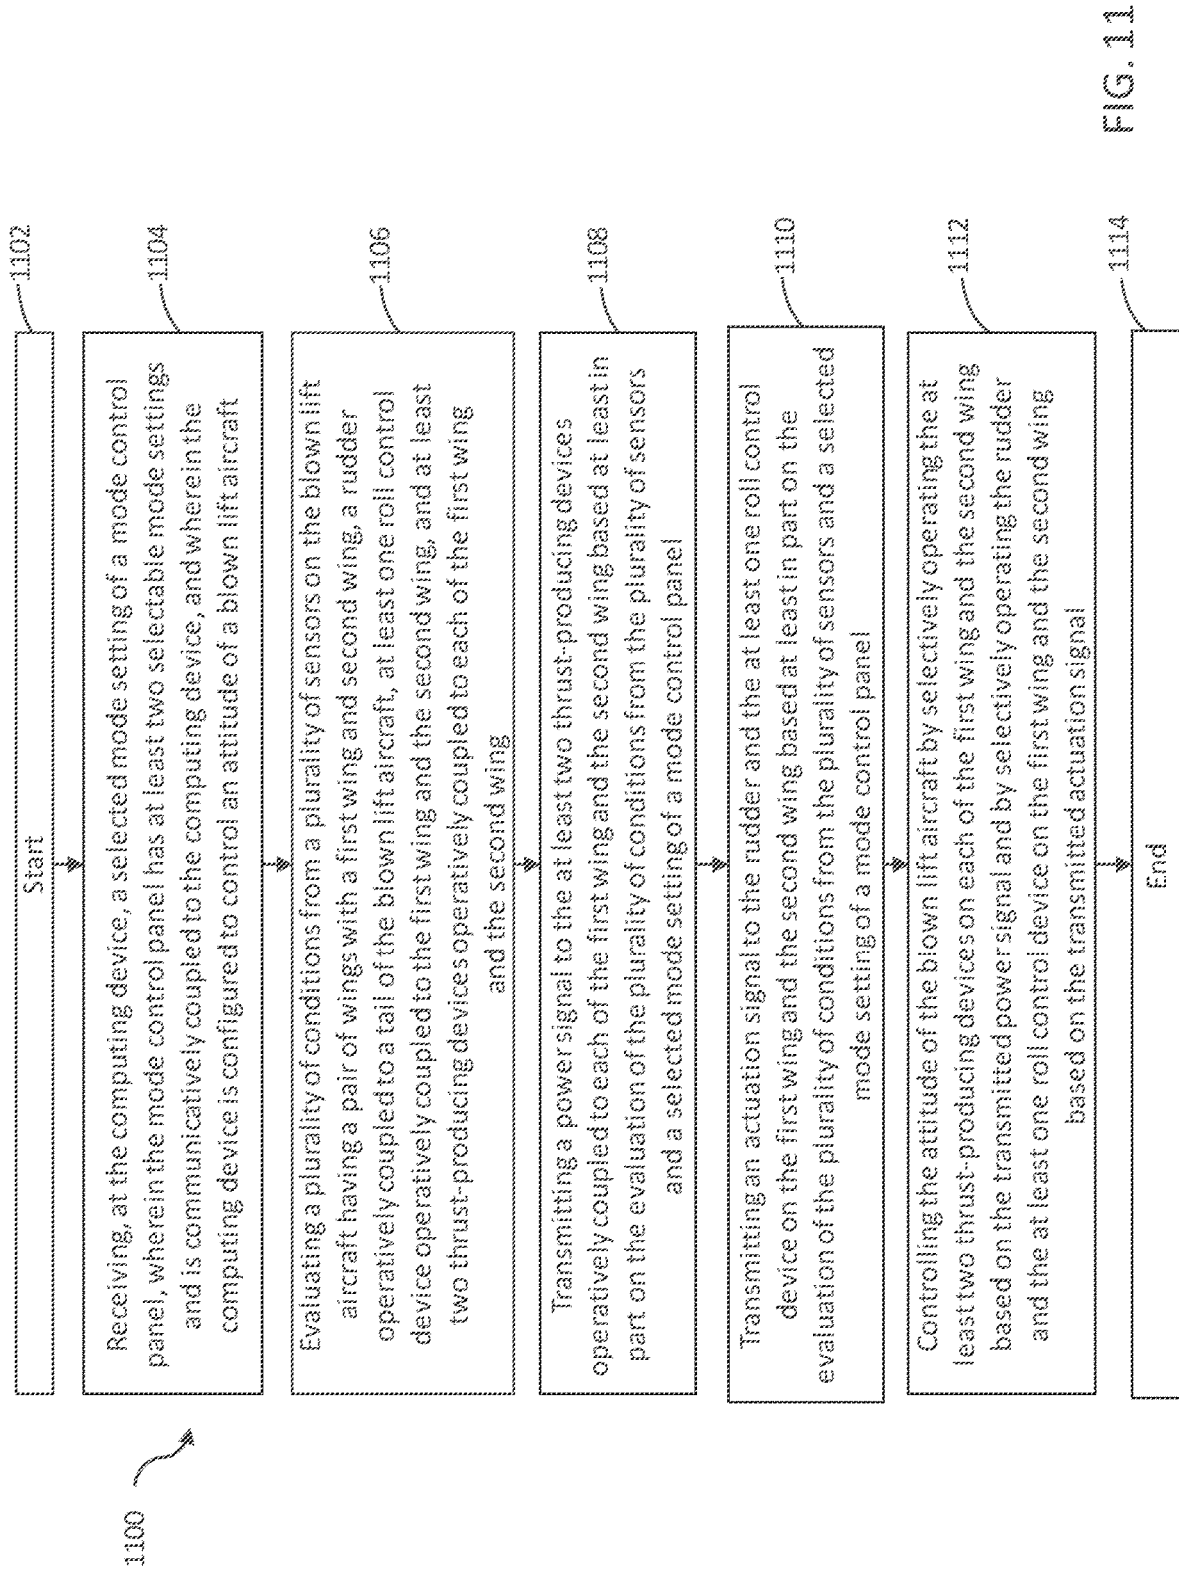 1100
Start
1102
Receiving, at the computing device, a selected mode setting of a mode control
panel, wherein the mode control panel has at least two selectable mode settings
and is communicatively coupled to the computing device, and wherein the
computing device is configured to control an attitude of a blown lift aircraft
1104
Evaluating a plurality of conditions from a plurality of sensors on the blown lift
aircraft having a pair of wings with a first wing and second wing, a rudder
operatively coupled to a tail of the blown lift aircraft, at least one roll control
device operatively coupled to the first wing and the second wing, and at least
two thrust-producing devices operatively coupled to each of the first wing
and the second wing
1106
Transmitting a power signal to the at least two thrust-producing devices
operatively coupled to each of the first wing and the second wing based at least in
part on the evaluation of the plurality of conditions from the plurality of sensors
and a selected mode setting of a mode control panel
1108
Transmitting an actuation signal to the rudder and the at least one roll control
device on the first wing and the second wing based at least in part on the
evaluation of the plurality of conditions from the plurality of sensors and a selected
mode setting of a mode control panel
1110
Controlling the attitude of the blown lift aircraft by selectively operating the at
least two thrust-producing devices on each of the first wing and the second wing
based on the transmitted power signal and by selectively operating the rudder
and the at least one roll control device on the first wing and the second wing
based on the transmitted actuation signal
1112
End
1114
FIG. 11